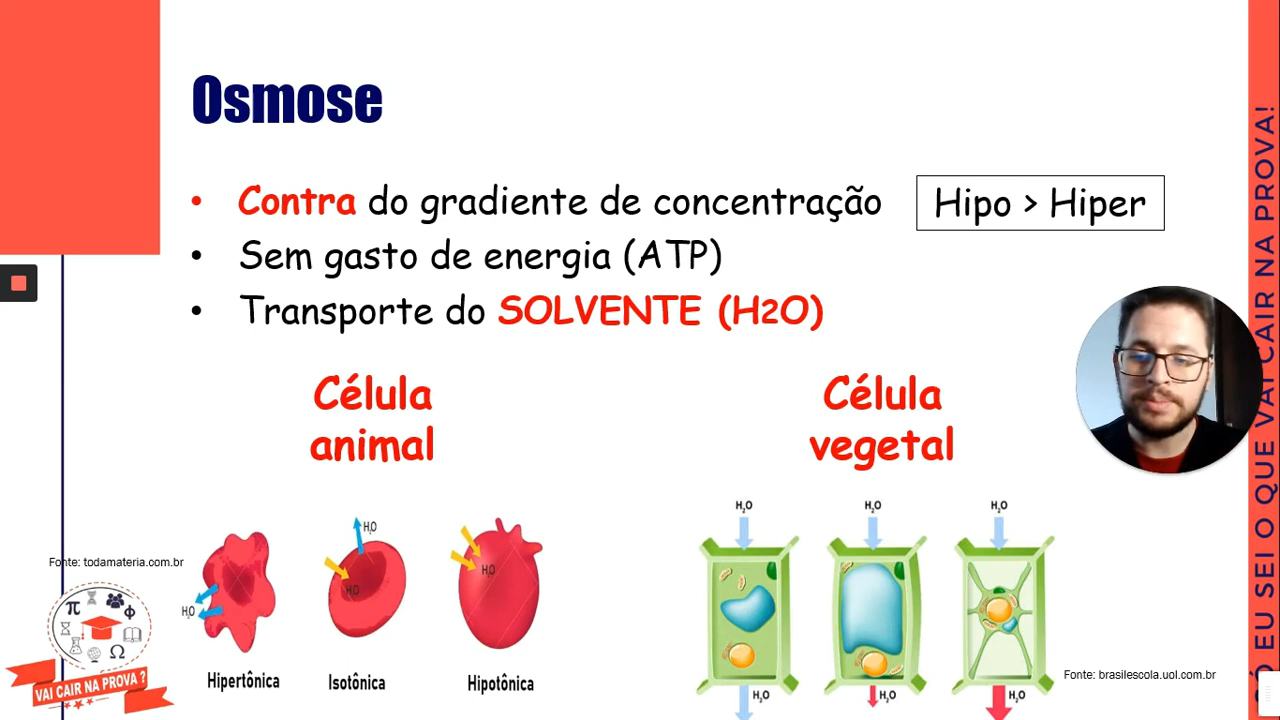 Osmose
• Contra do gradiente de concentração
Hipo > Hiper
• Sem gasto de energia (ATP)
• Transporte do SOLVENTE (H2O)
Célula
animal
Célula
vegetal
H₂O
H₂O
H₂O
H₂O
H₂O
H₂O
H₂O
Fonte: todamateria.com.br
Hipertônica
Isotônica
Hipotônica
H₂O
H₂O
H₂O
Fonte: brasilescola.uol.com.br
π
Φ
Ω
VAI CAIR NA PROVA ?
EU SEI O QUE VAI CAIR NA PROVA!